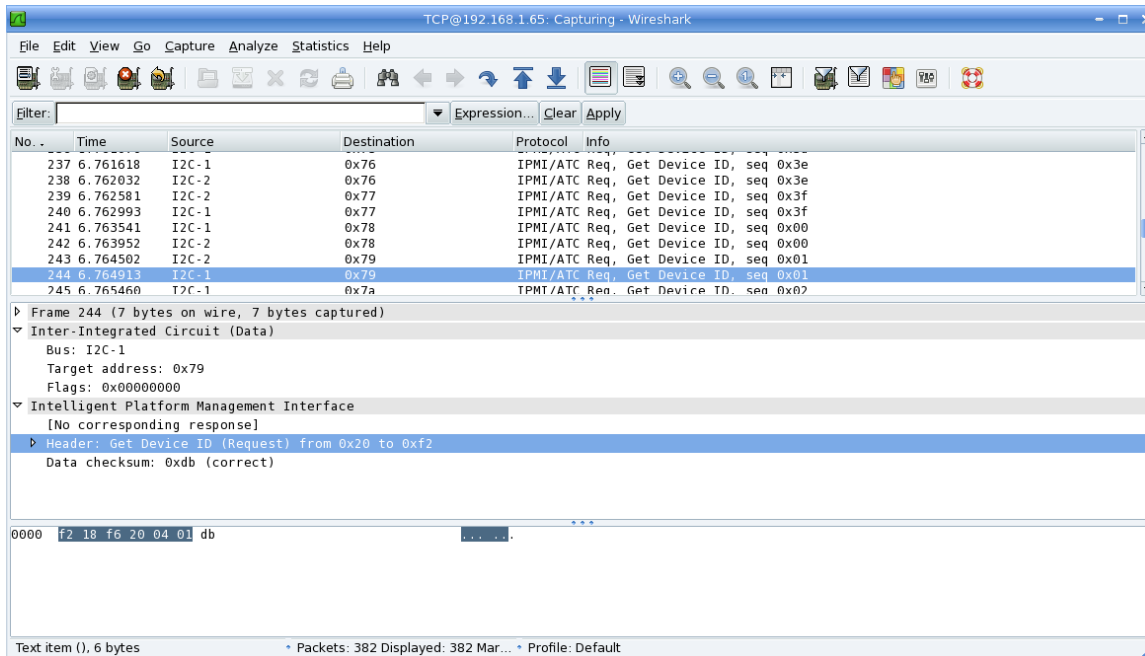 TCP@192.168.1.65: Capturing - Wireshark
File Edit View Go Capture Analyze Statistics Help
Filter: Expression... Clear Apply
No. . Time Source Destination Protocol Info
237 6.761618 I2C-1 0x76 IPMI/ATC Req, Get Device ID, seq 0x3e
238 6.762032 I2C-2 0x76 IPMI/ATC Req, Get Device ID, seq 0x3e
239 6.762581 I2C-2 0x77 IPMI/ATC Req, Get Device ID, seq 0x3f
240 6.762993 I2C-1 0x77 IPMI/ATC Req, Get Device ID, seq 0x3f
241 6.763541 I2C-1 0x78 IPMI/ATC Req, Get Device ID, seq 0x00
242 6.763952 I2C-2 0x78 IPMI/ATC Req, Get Device ID, seq 0x00
243 6.764502 I2C-2 0x79 IPMI/ATC Req, Get Device ID, seq 0x01
244 6.764913 I2C-1 0x79 IPMI/ATC Req, Get Device ID, seq 0x01
245 6.765460 I2C-1 0x7a IPMI/ATC Req, Get Device ID, seq 0x02
Frame 244 (7 bytes on wire, 7 bytes captured)
Inter-Integrated Circuit (Data)
Bus: I2C-1
Target address: 0x79
Flags: 0x00000000
Intelligent Platform Management Interface
[No corresponding response]
Header: Get Device ID (Request) from 0x20 to 0xf2
Data checksum: 0xdb (correct)
0000 f2 18 f6 20 04 01 db ... ...
Text item (), 6 bytes Packets: 382 Displayed: 382 Mar... Profile: Default